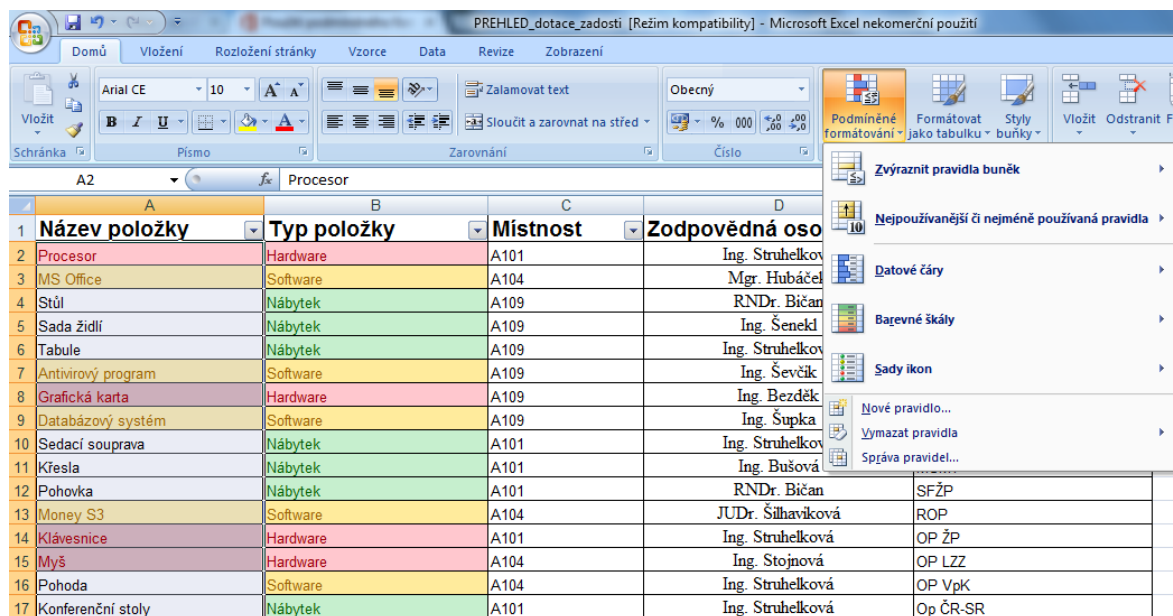 PREHLED_dotace_zadosti [Režim kompatibility] - Microsoft Excel nekomerční použití
Domů Vložení Rozložení stránky Vzorce Data Revize Zobrazení
Arial CE 10 A A Zalamovat text Obecný
Vložit B I U A Sloučit a zarovnat na střed % 000 Podmíněné formátování Formátovat jako tabulku Styly buňky Vložit Odstranit F
Schránka Písmo Zarovnání Číslo
A2 fx Procesor
Zvýraznit pravidla buněk
Nejpoužívanější či nejméně používaná pravidla
Datové čáry
Barevné škály
Sady ikon
Nové pravidlo...
Vymazat pravidla
Správa pravidel...
A B C D
1 Název položky Typ položky Místnost Zodpovědná oso
2 Procesor Hardware A101 Ing. Struhelkov
3 MS Office Software A104 Mgr. Hubáček
4 Stůl Nábytek A109 RNDr. Bičan
5 Sada židlí Nábytek A109 Ing. Šenekl
6 Tabule Nábytek A109 Ing. Struhelkov
7 Antivirový program Software A109 Ing. Ševčík
8 Grafická karta Hardware A109 Ing. Bezděk
9 Databázový systém Software A109 Ing. Šupka
10 Sedací souprava Nábytek A101 Ing. Struhelkov
11 Křesla Nábytek A101 Ing. Bušová
12 Pohovka Nábytek A101 RNDr. Bičan SFŽP
13 Money S3 Software A104 JUDr. Šilhaviková ROP
14 Klávesnice Hardware A101 Ing. Struhelková OP ŽP
15 Myš Hardware A104 Ing. Stojnová OP LZZ
16 Pohoda Software A104 Ing. Struhelková OP VpK
17 Konferenční stoly Nábytek A101 Ing. Struhelková Op ČR-SR